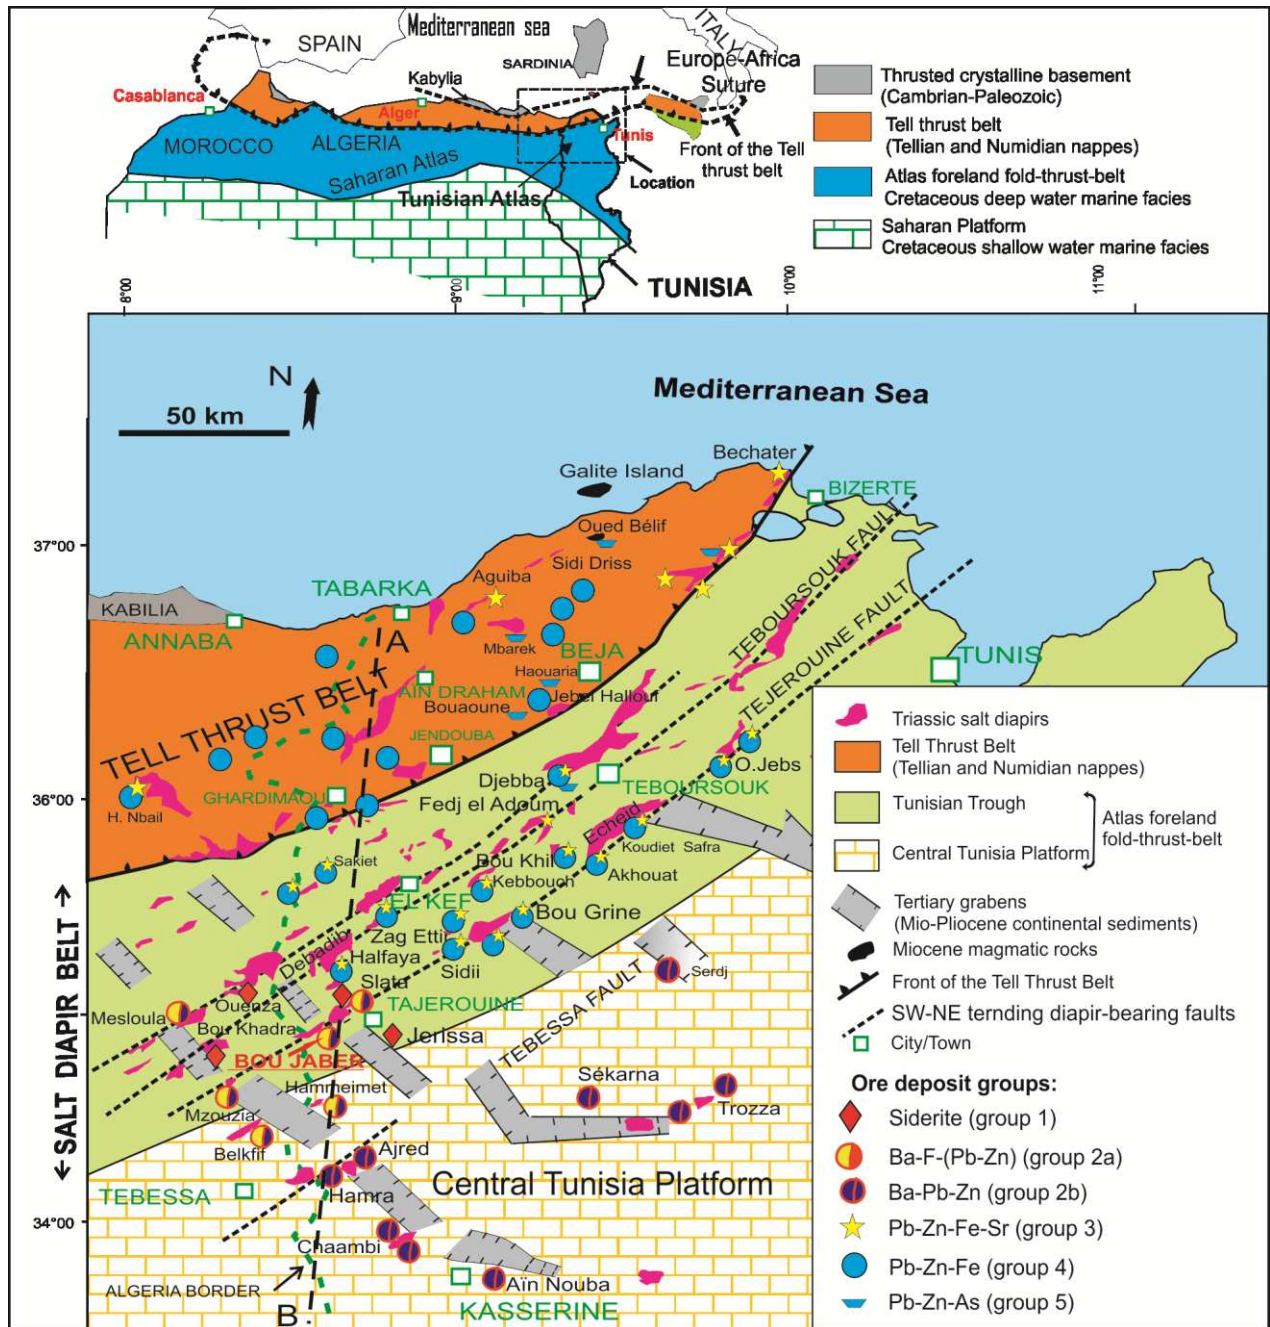 Mediterranean sea
SPAIN
ITALY
SARDINIA
Europe-Africa
Suture
Kabylia
Casablanca
Alger
Tunis
MOROCCO
ALGERIA
Saharan Atlas
Tunisian Atlas
Front of the Tell
thrust belt
Location
TUNISIA
Thrusted crystalline basement
(Cambrian-Paleozoic)
Tell thrust belt
(Tellian and Numidian nappes)
Atlas foreland fold-thrust-belt
Cretaceous deep water marine facies
Saharan Platform
Cretaceous shallow water marine facies
8°00
9°00
10°00
11°00
N
50 km
Mediterranean Sea
Bechater
Galite Island
BIZERTE
Oued Bélif
37°00
Sidi Driss
TABARKA
Aguiba
KABILIA
ANNABA
A
Mbarek
BEJA
Haouaria
TEBOURSOUK FAULT
TEJEROUINE FAULT
TUNIS
TELL THRUST BELT
AIN DRAHAM
Jebel Hallouf
Bouaoune
JENDOUBA
Djebba
O.Jebs
TEBOURSOUK
36°00
GHARDIMAOU
H. Nbail
Fedj el Adoum
Echeid
Koudiet Safra
Sakiet
Bou Khil
Akhouat
Kebbouch
EL KEF
Bou Grine
Zag Ettir
Debadib
Halfaya
Sidii
Serdj
Slata
Ouenza
TAJEROUINE
Mesloula
Bou Khadra
Jerissa
TEBESSA FAULT
BOU JABER
Hammeimet
Sékarna
Trozza
Mzouzia
Belkfif
Ajred
TEBESSA
Hamra
Central Tunisia Platform
34°00
Chaambi
Aïn Nouba
ALGERIA BORDER
B
KASSERINE
← SALT DIAPIR BELT →
Triassic salt diapirs
Tell Thrust Belt
(Tellian and Numidian nappes)
Tunisian Trough
Atlas foreland
fold-thrust-belt
Central Tunisia Platform
Tertiary grabens
(Mio-Pliocene continental sediments)
Miocene magmatic rocks
Front of the Tell Thrust Belt
SW-NE ternding diapir-bearing faults
City/Town
Ore deposit groups:
Siderite (group 1)
Ba-F-(Pb-Zn) (group 2a)
Ba-Pb-Zn (group 2b)
Pb-Zn-Fe-Sr (group 3)
Pb-Zn-Fe (group 4)
Pb-Zn-As (group 5)